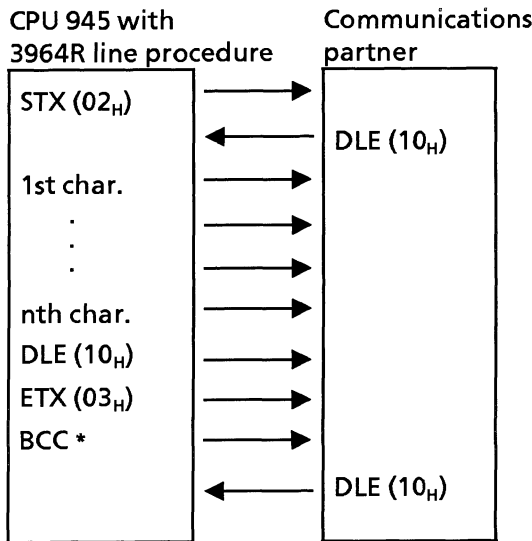 CPU 945 with
3964R line procedure
Communications
partner
STX (02H)
DLE (10H)
1st char.
.
.
.
nth char.
DLE (10H)
ETX (03H)
BCC *
DLE (10H)